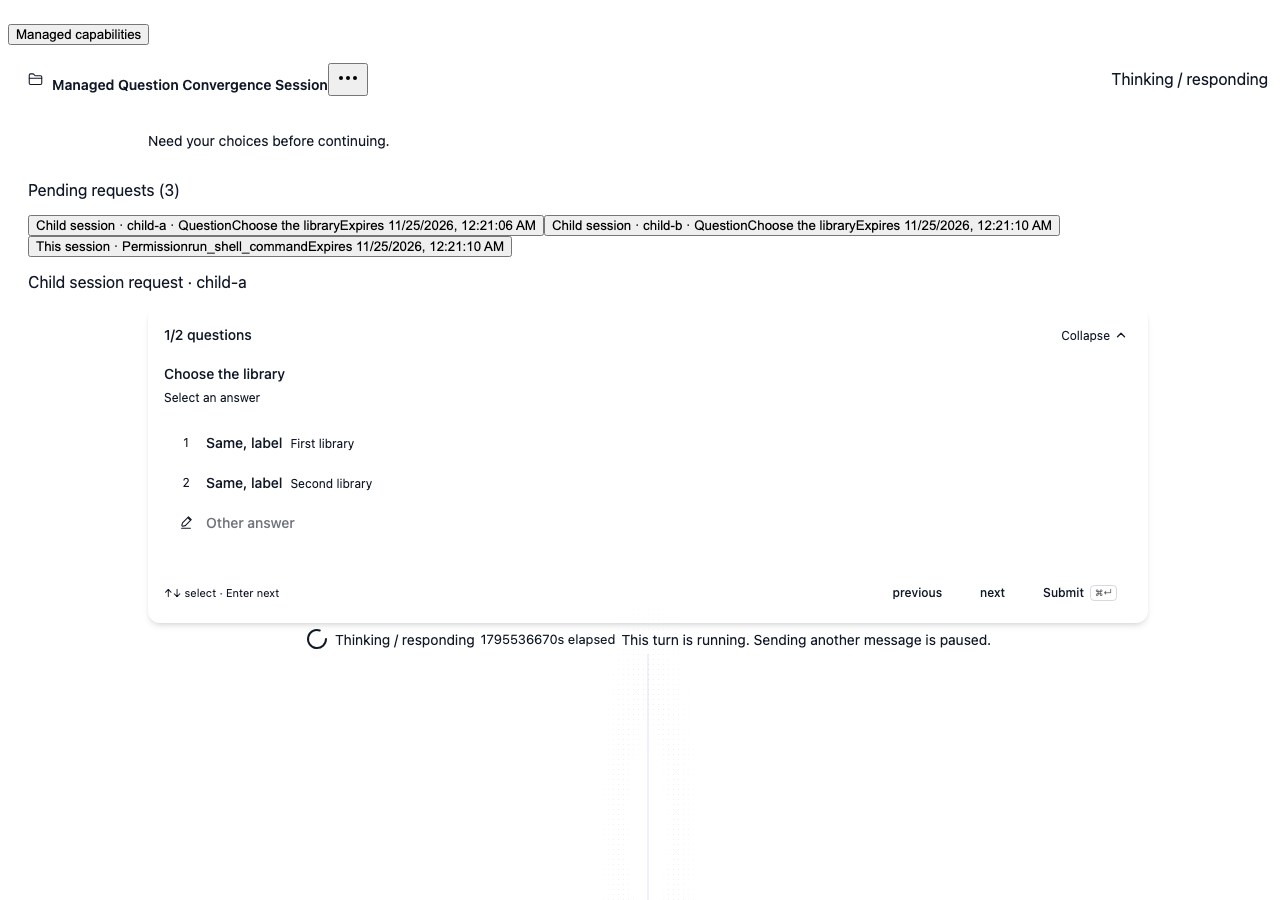 Managed capabilities
Managed Question Convergence Session ••• Thinking / responding
Need your choices before continuing.
Pending requests (3)
Child session · child-a · QuestionChoose the libraryExpires 11/25/2026, 12:21:06 AM Child session · child-b · QuestionChoose the libraryExpires 11/25/2026, 12:21:10 AM
This session · Permissionrun_shell_commandExpires 11/25/2026, 12:21:10 AM
Child session request · child-a
1/2 questions Collapse
Choose the library
Select an answer
1 Same, label First library
2 Same, label Second library
Other answer
↑↓ select · Enter next previous next Submit ⌘↵
Thinking / responding 1795536670s elapsed This turn is running. Sending another message is paused.